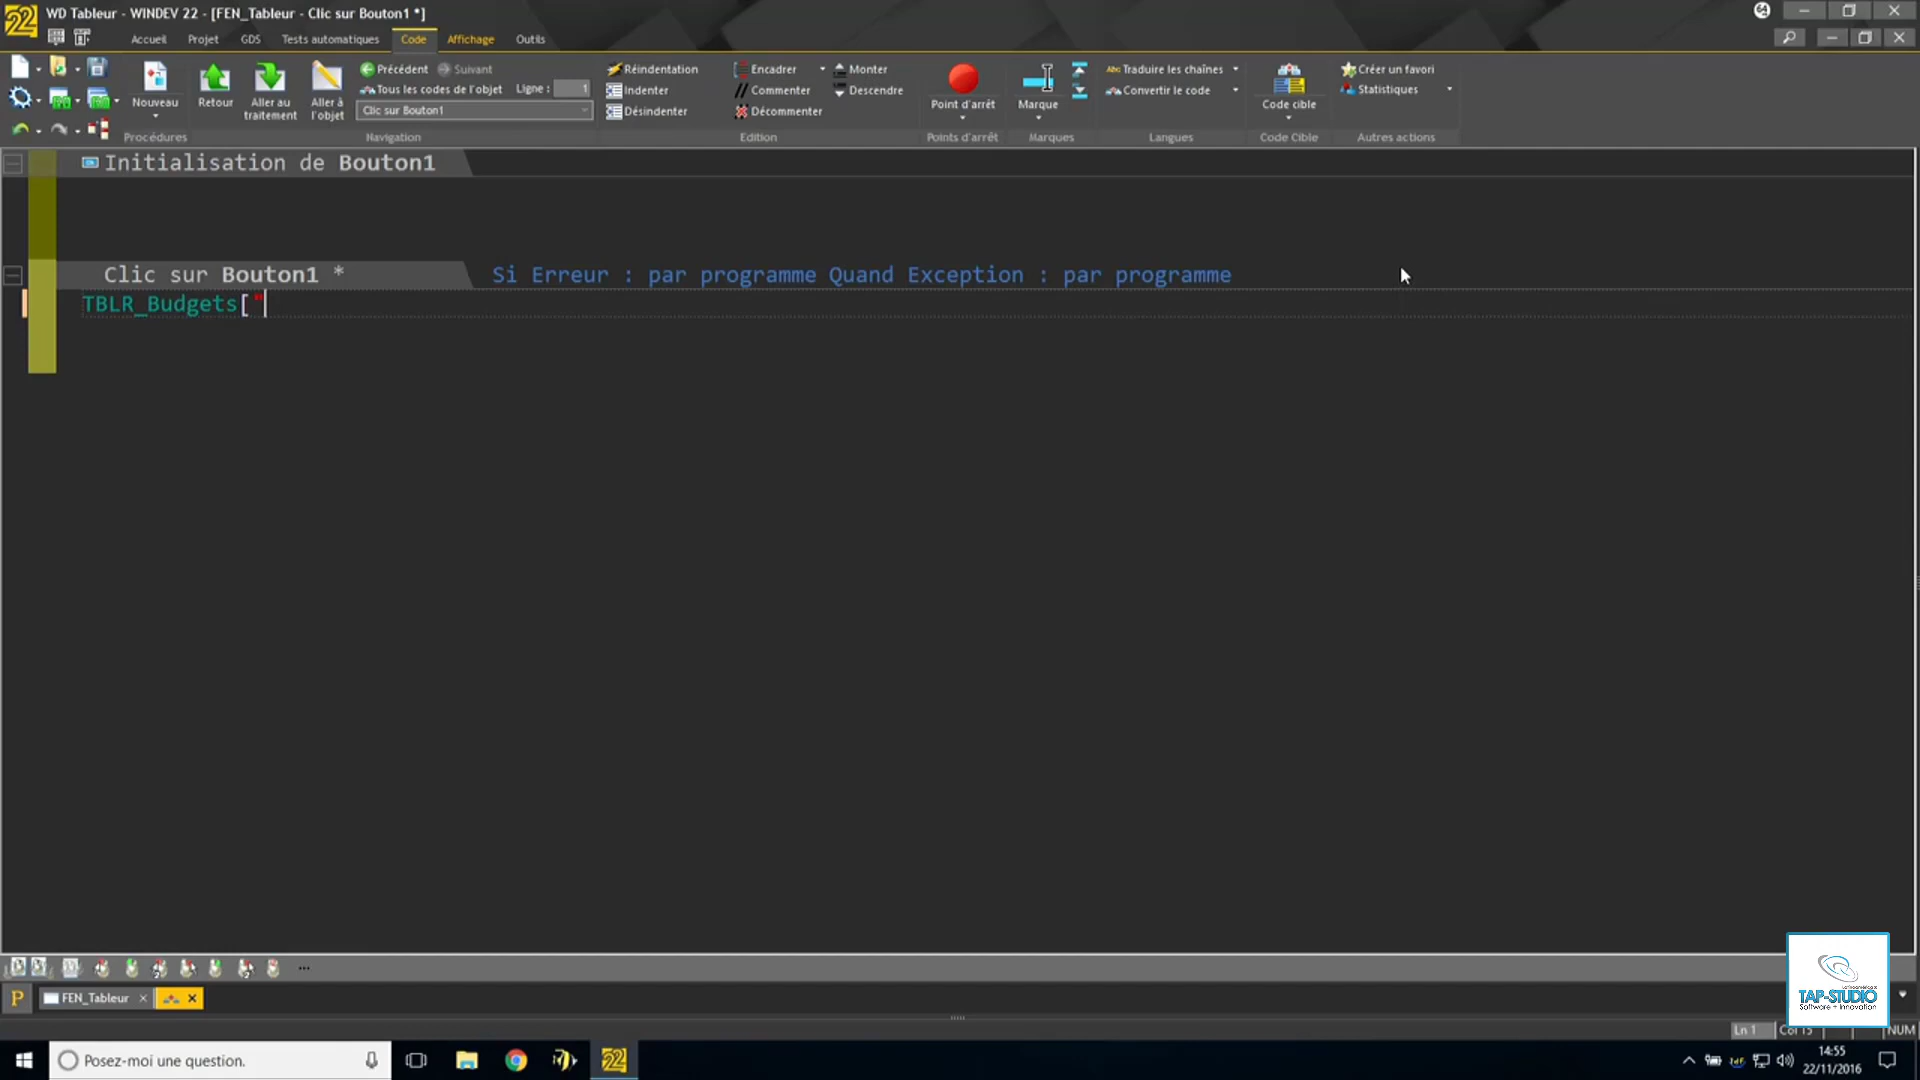 WD Tableur - WINDEV 22 - [FEN_Tableur - Clic sur Bouton1 *]
64
Accueil Projet GDS Tests automatiques Code Affichage Outils
Précédent Suivant
Tous les codes de l'objet Ligne : 1
Clic sur Bouton1
Nouveau Retour Aller au traitement Aller à l'objet
Réindentation
Indenter
Désindenter
Encadrer
Commenter
Décommenter
Monter
Descendre
Point d'arrêt
Marque
Traduire les chaînes
Convertir le code
Code cible
Créer un favori
Statistiques
Procédures Navigation Edition Points d'arrêt Marques Langues Code Cible Autres actions
Initialisation de Bouton1
Clic sur Bouton1 * Si Erreur : par programme Quand Exception : par programme
TBLR_Budgets["
...
FEN_Tableur
TAP-STUDIO
Software + Innovation
Ln 1 Col 15 NUM
Posez-moi une question.
22
14:55
22/11/2016